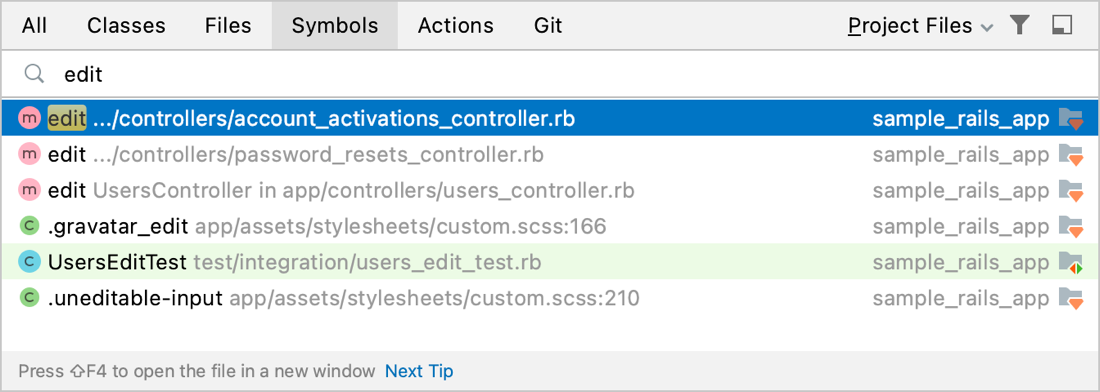 All Classes Files Symbols Actions Git Project Files
edit
m edit .../controllers/account_activations_controller.rb sample_rails_app
m edit .../controllers/password_resets_controller.rb sample_rails_app
m edit UsersController in app/controllers/users_controller.rb sample_rails_app
C .gravatar_edit app/assets/stylesheets/custom.scss:166 sample_rails_app
C UsersEditTest test/integration/users_edit_test.rb sample_rails_app
C .uneditable-input app/assets/stylesheets/custom.scss:210 sample_rails_app
Press ⇧F4 to open the file in a new window Next Tip